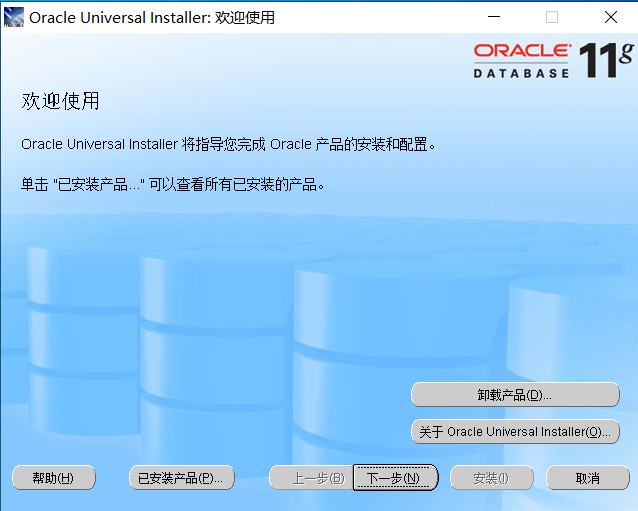 Oracle Universal Installer: 欢迎使用
ORACLE 11g
DATABASE
欢迎使用
Oracle Universal Installer 将指导您完成 Oracle 产品的安装和配置。
单击 "已安装产品..." 可以查看所有已安装的产品。
卸载产品(D)...
关于 Oracle Universal Installer(O)...
帮助(H) 已安装产品(P)... 上一步(B) 下一步(N) 安装(I) 取消